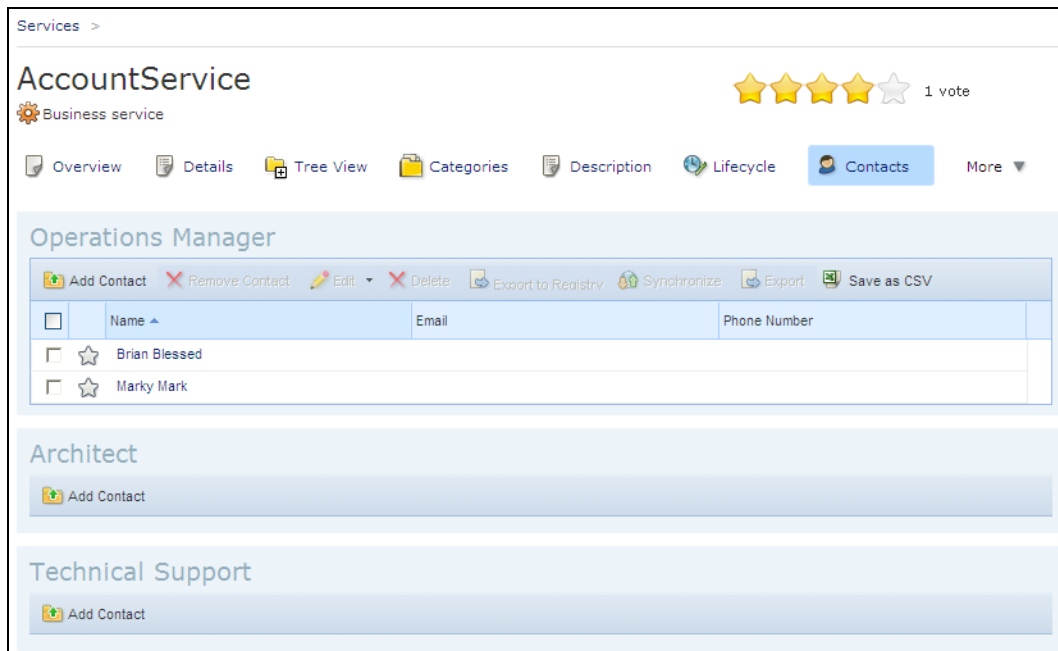 Services >
AccountService
1 vote
Business service
Overview Details Tree View Categories Description Lifecycle Contacts More ▼
Operations Manager
Add Contact Remove Contact Edit Delete Export to Registry Synchronize Export Save as CSV
Name Email Phone Number
Brian Blessed
Marky Mark
Architect
Add Contact
Technical Support
Add Contact